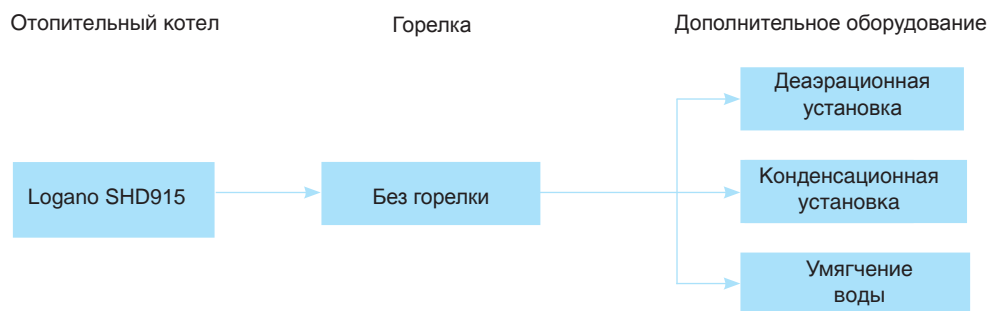 Отопительный котел
Горелка
Дополнительное оборудование
Деаэрационная
установка
Logano SHD915
Без горелки
Конденсационная
установка
Умягчение
воды